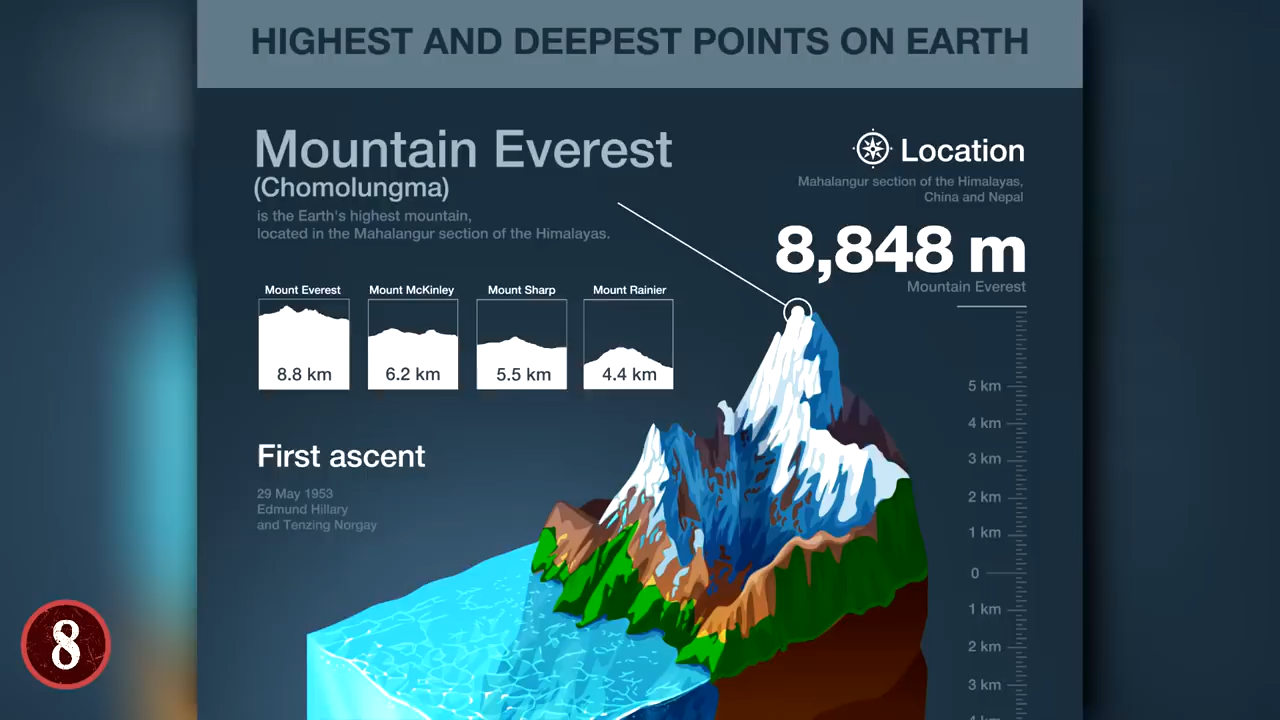 HIGHEST AND DEEPEST POINTS ON EARTH
Mountain Everest
(Chomolungma)
is the Earth's highest mountain,
located in the Mahalangur section of the Himalayas.
Location
Mahalangur section of the Himalayas,
China and Nepal
8,848 m
Mountain Everest
Mount Everest
8.8 km
Mount McKinley
6.2 km
Mount Sharp
5.5 km
Mount Rainier
4.4 km
First ascent
29 May 1953
Edmund Hillary
and Tenzing Norgay
5 km
4 km
3 km
2 km
1 km
0
1 km
2 km
3 km
8